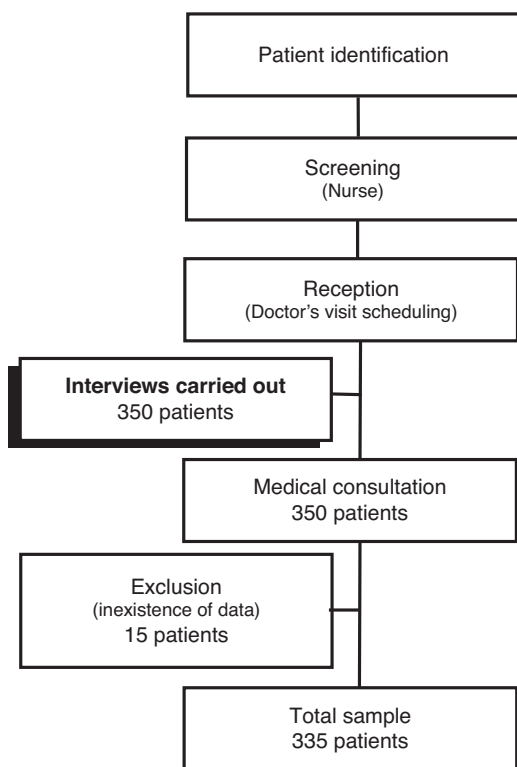 Patient identification
Screening
(Nurse)
Reception
(Doctor's visit scheduling)
Interviews carried out
350 patients
Medical consultation
350 patients
Exclusion
(inexistence of data)
15 patients
Total sample
335 patients